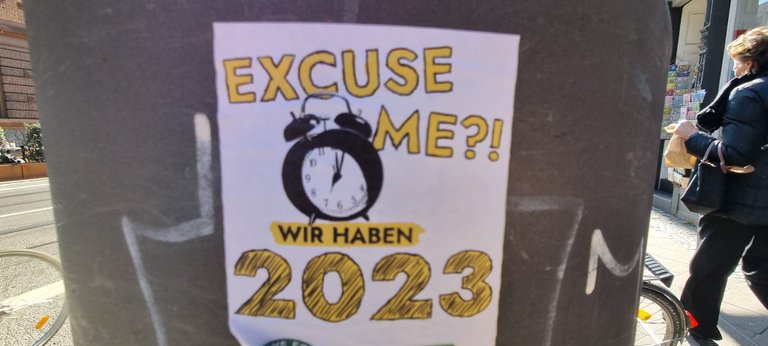 EXCUSE
ME?!
WIR HABEN
2023